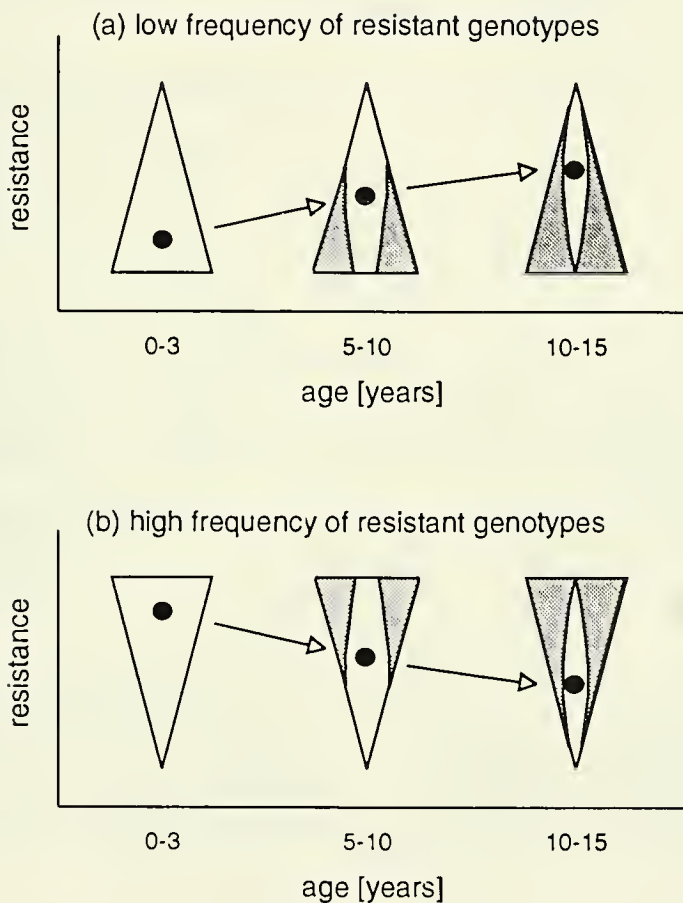 (a) low frequency of resistant genotypes
resistance
0-3 5-10 10-15
age [years]
(b) high frequency of resistant genotypes
resistance
0-3 5-10 10-15
age [years]